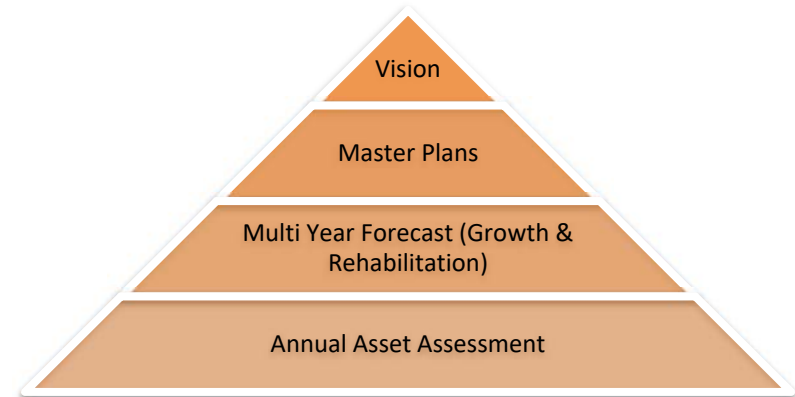 Vision
Master Plans
Multi Year Forecast (Growth &
Rehabilitation)
Annual Asset Assessment